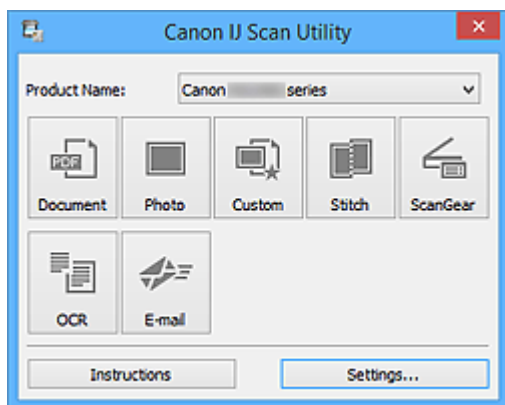 Canon IJ Scan Utility
Product Name: Canon series
PDF
Document Photo Custom Stitch ScanGear
OCR E-mail
Instructions Settings...